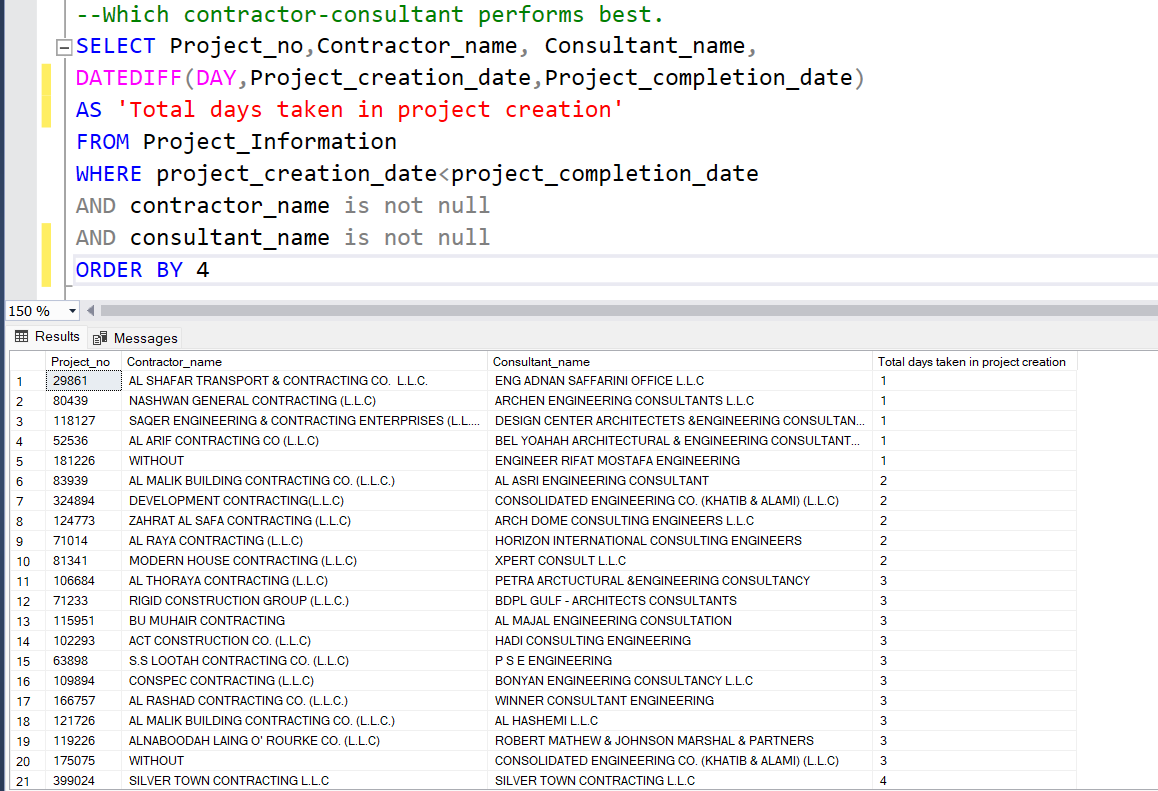 --Which contractor-consultant performs best.
SELECT Project_no,Contractor_name, Consultant_name,
DATEDIFF(DAY,Project_creation_date,Project_completion_date)
AS 'Total days taken in project creation'
FROM Project_Information
WHERE project_creation_date<project_completion_date
AND contractor_name is not null
AND consultant_name is not null
ORDER BY 4
150 %
Results Messages
Project_no Contractor_name Consultant_name Total days taken in project creation
1 29861 AL SHAFAR TRANSPORT & CONTRACTING CO. L.L.C. ENG ADNAN SAFFARINI OFFICE L.L.C 1
2 80439 NASHWAN GENERAL CONTRACTING (L.L.C) ARCHEN ENGINEERING CONSULTANTS L.L.C 1
3 118127 SAQER ENGINEERING & CONTRACTING ENTERPRISES (L.L.... DESIGN CENTER ARCHITECTETS &ENGINEERING CONSULTAN... 1
4 52536 AL ARIF CONTRACTING CO (L.L.C) BEL YOAHAH ARCHITECTURAL & ENGINEERING CONSULTANT... 1
5 181226 WITHOUT ENGINEER RIFAT MOSTAFA ENGINEERING 1
6 83939 AL MALIK BUILDING CONTRACTING CO. (L.L.C.) AL ASRI ENGINEERING CONSULTANT 2
7 324894 DEVELOPMENT CONTRACTING(L.L.C) CONSOLIDATED ENGINEERING CO. (KHATIB & ALAMI) (L.L.C) 2
8 124773 ZAHRAT AL SAFA CONTRACTING (L.L.C) ARCH DOME CONSULTING ENGINEERS L.L.C 2
9 71014 AL RAYA CONTRACTING (L.L.C) HORIZON INTERNATIONAL CONSULTING ENGINEERS 2
10 81341 MODERN HOUSE CONTRACTING (L.L.C) XPERT CONSULT L.L.C 2
11 106684 AL THORAYA CONTRACTING (L.L.C) PETRA ARCTUCTURAL &ENGINEERING CONSULTANCY 3
12 71233 RIGID CONSTRUCTION GROUP (L.L.C.) BDPL GULF - ARCHITECTS CONSULTANTS 3
13 115951 BU MUHAIR CONTRACTING AL MAJAL ENGINEERING CONSULTATION 3
14 102293 ACT CONSTRUCTION CO. (L.L.C) HADI CONSULTING ENGINEERING 3
15 63898 S.S LOOTAH CONTRACTING CO. (L.L.C) P S E ENGINEERING 3
16 109894 CONSPEC CONTRACTING (L.L.C) BONYAN ENGINEERING CONSULTANCY L.L.C 3
17 166757 AL RASHAD CONTRACTING CO. (L.L.C.) WINNER CONSULTANT ENGINEERING 3
18 121726 AL MALIK BUILDING CONTRACTING CO. (L.L.C.) AL HASHEMI L.L.C 3
19 119226 ALNABOODAH LAING O' ROURKE CO. (L.L.C) ROBERT MATHEW & JOHNSON MARSHAL & PARTNERS 3
20 175075 WITHOUT CONSOLIDATED ENGINEERING CO. (KHATIB & ALAMI) (L.L.C) 3
21 399024 SILVER TOWN CONTRACTING L.L.C SILVER TOWN CONTRACTING L.L.C 4